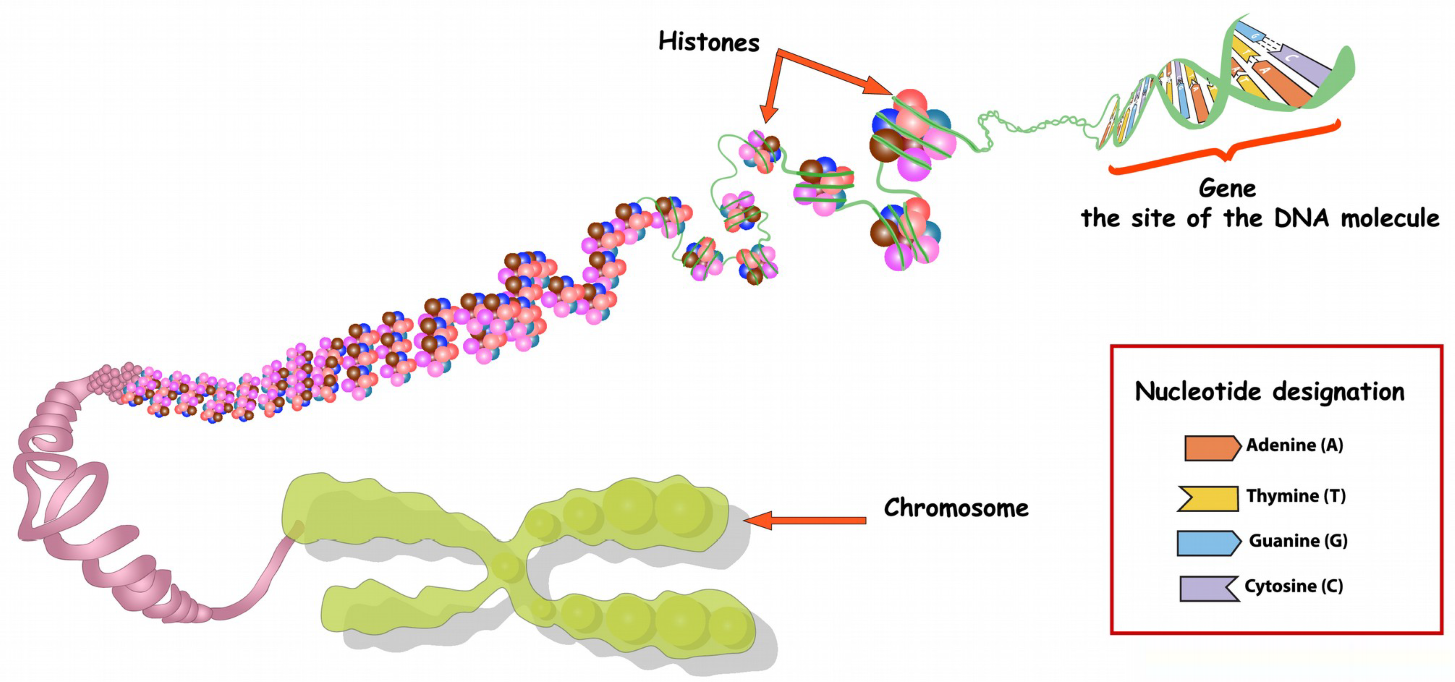 Histones
Gene
the site of the DNA molecule
G
C
A
Nucleotide designation
Adenine (A)
Thymine (T)
Guanine (G)
Cytosine (C)
Chromosome